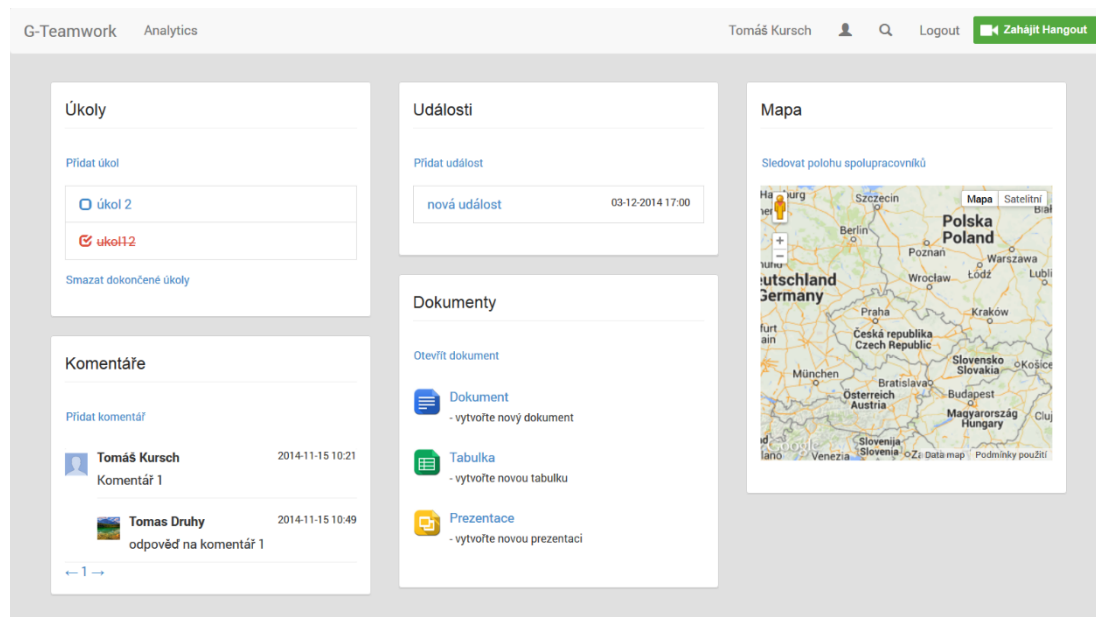 G-Teamwork Analytics Tomáš Kursch Logout Zahájit Hangout
Úkoly
Přidat úkol
úkol 2
ukol12
Smazat dokončené úkoly
Komentáře
Přidat komentář
Tomáš Kursch 2014-11-15 10:21
Komentář 1
Tomas Druhy 2014-11-15 10:49
odpověď na komentář 1
←1→
Události
Přidat událost
nová událost 03-12-2014 17:00
Dokumenty
Otevřít dokument
Dokument
- vytvořte nový dokument
Tabulka
- vytvořte novou tabulku
Prezentace
- vytvořte novou prezentaci
Mapa
Sledovat polohu spolupracovníků
Szczecin
Mapa Satelitní
Berlin
Polska
Poland
Poznań
Warszawa
Wrocław
Łódź
Germany
Praha
Kraków
Česká republika
Czech Republic
Slovensko
Slovakia
Košice
München
Bratislava
Österreich
Austria
Budapest
Magyarország
Hungary
Cluj
Google
Slovenija
Slovenia
Venezia
Data map
Podmínky použití